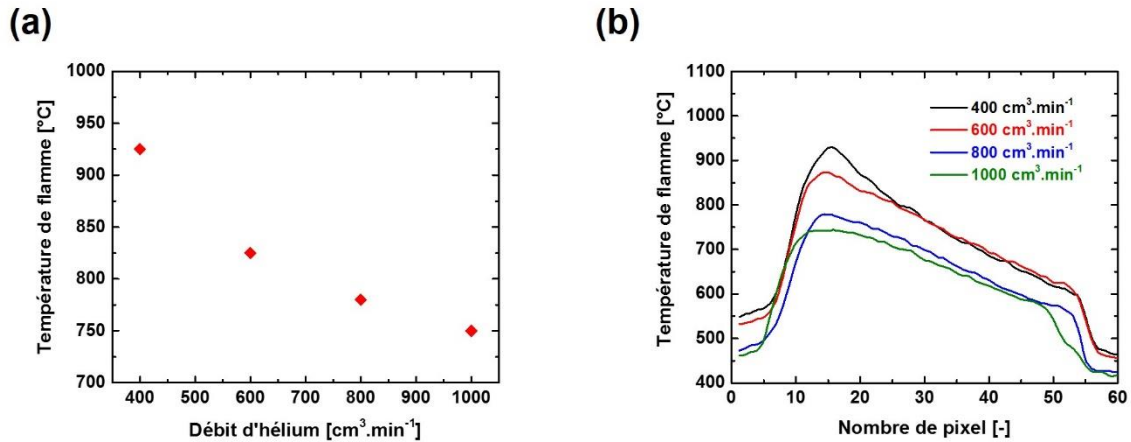 (a)
(b)
Température de flamme [°C]
1000
950
900
850
800
750
700
400 500 600 700 800 900 1000
Débit d'hélium [cm³.min⁻¹]
Température de flamme [°C]
1100
1000
900
800
700
600
500
400
0 10 20 30 40 50 60
Nombre de pixel [-]
400 cm³.min⁻¹
600 cm³.min⁻¹
800 cm³.min⁻¹
1000 cm³.min⁻¹